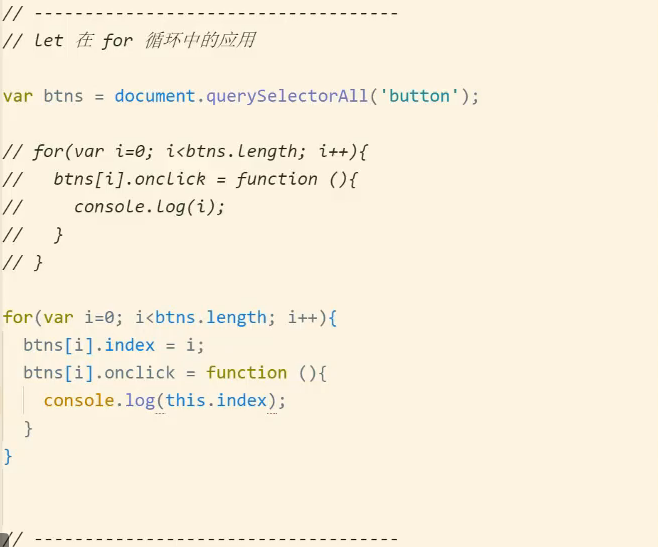 // ------------------------------------
// let 在 for 循环中的应用
var btns = document.querySelectorAll('button');
// for(var i=0; i<btns.length; i++){
//   btns[i].onclick = function (){
//     console.log(i);
//   }
// }
for(var i=0; i<btns.length; i++){
  btns[i].index = i;
  btns[i].onclick = function (){
    console.log(this.index);
  }
}
// ------------------------------------